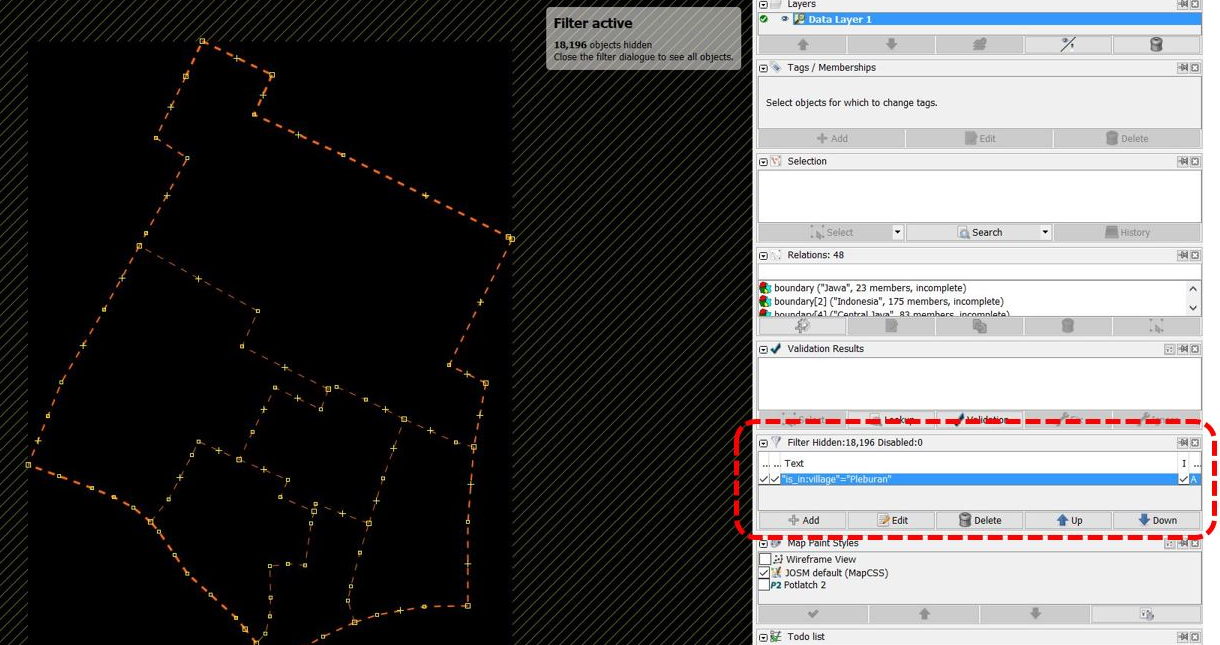 Filter active
18,196 objects hidden
Close the filter dialogue to see all objects.
Layers
Data Layer 1
Tags / Memberships
Select objects for which to change tags.
Add Edit Delete
Selection
Select Search History
Relations: 48
boundary ("Jawa", 23 members, incomplete)
boundary[2] ("Indonesia", 175 members, incomplete)
boundary[4] ("Central Java", 83 members, incomplete)
Validation Results
Select Lookup Validation
Filter Hidden:18,196 Disabled:0
... ... Text I ...
"is_in:village"="Pleburan" A
Add Edit Delete Up Down
Map Paint Styles
Wireframe View
JOSM default (MapCSS)
P2 Potlatch 2
Todo list